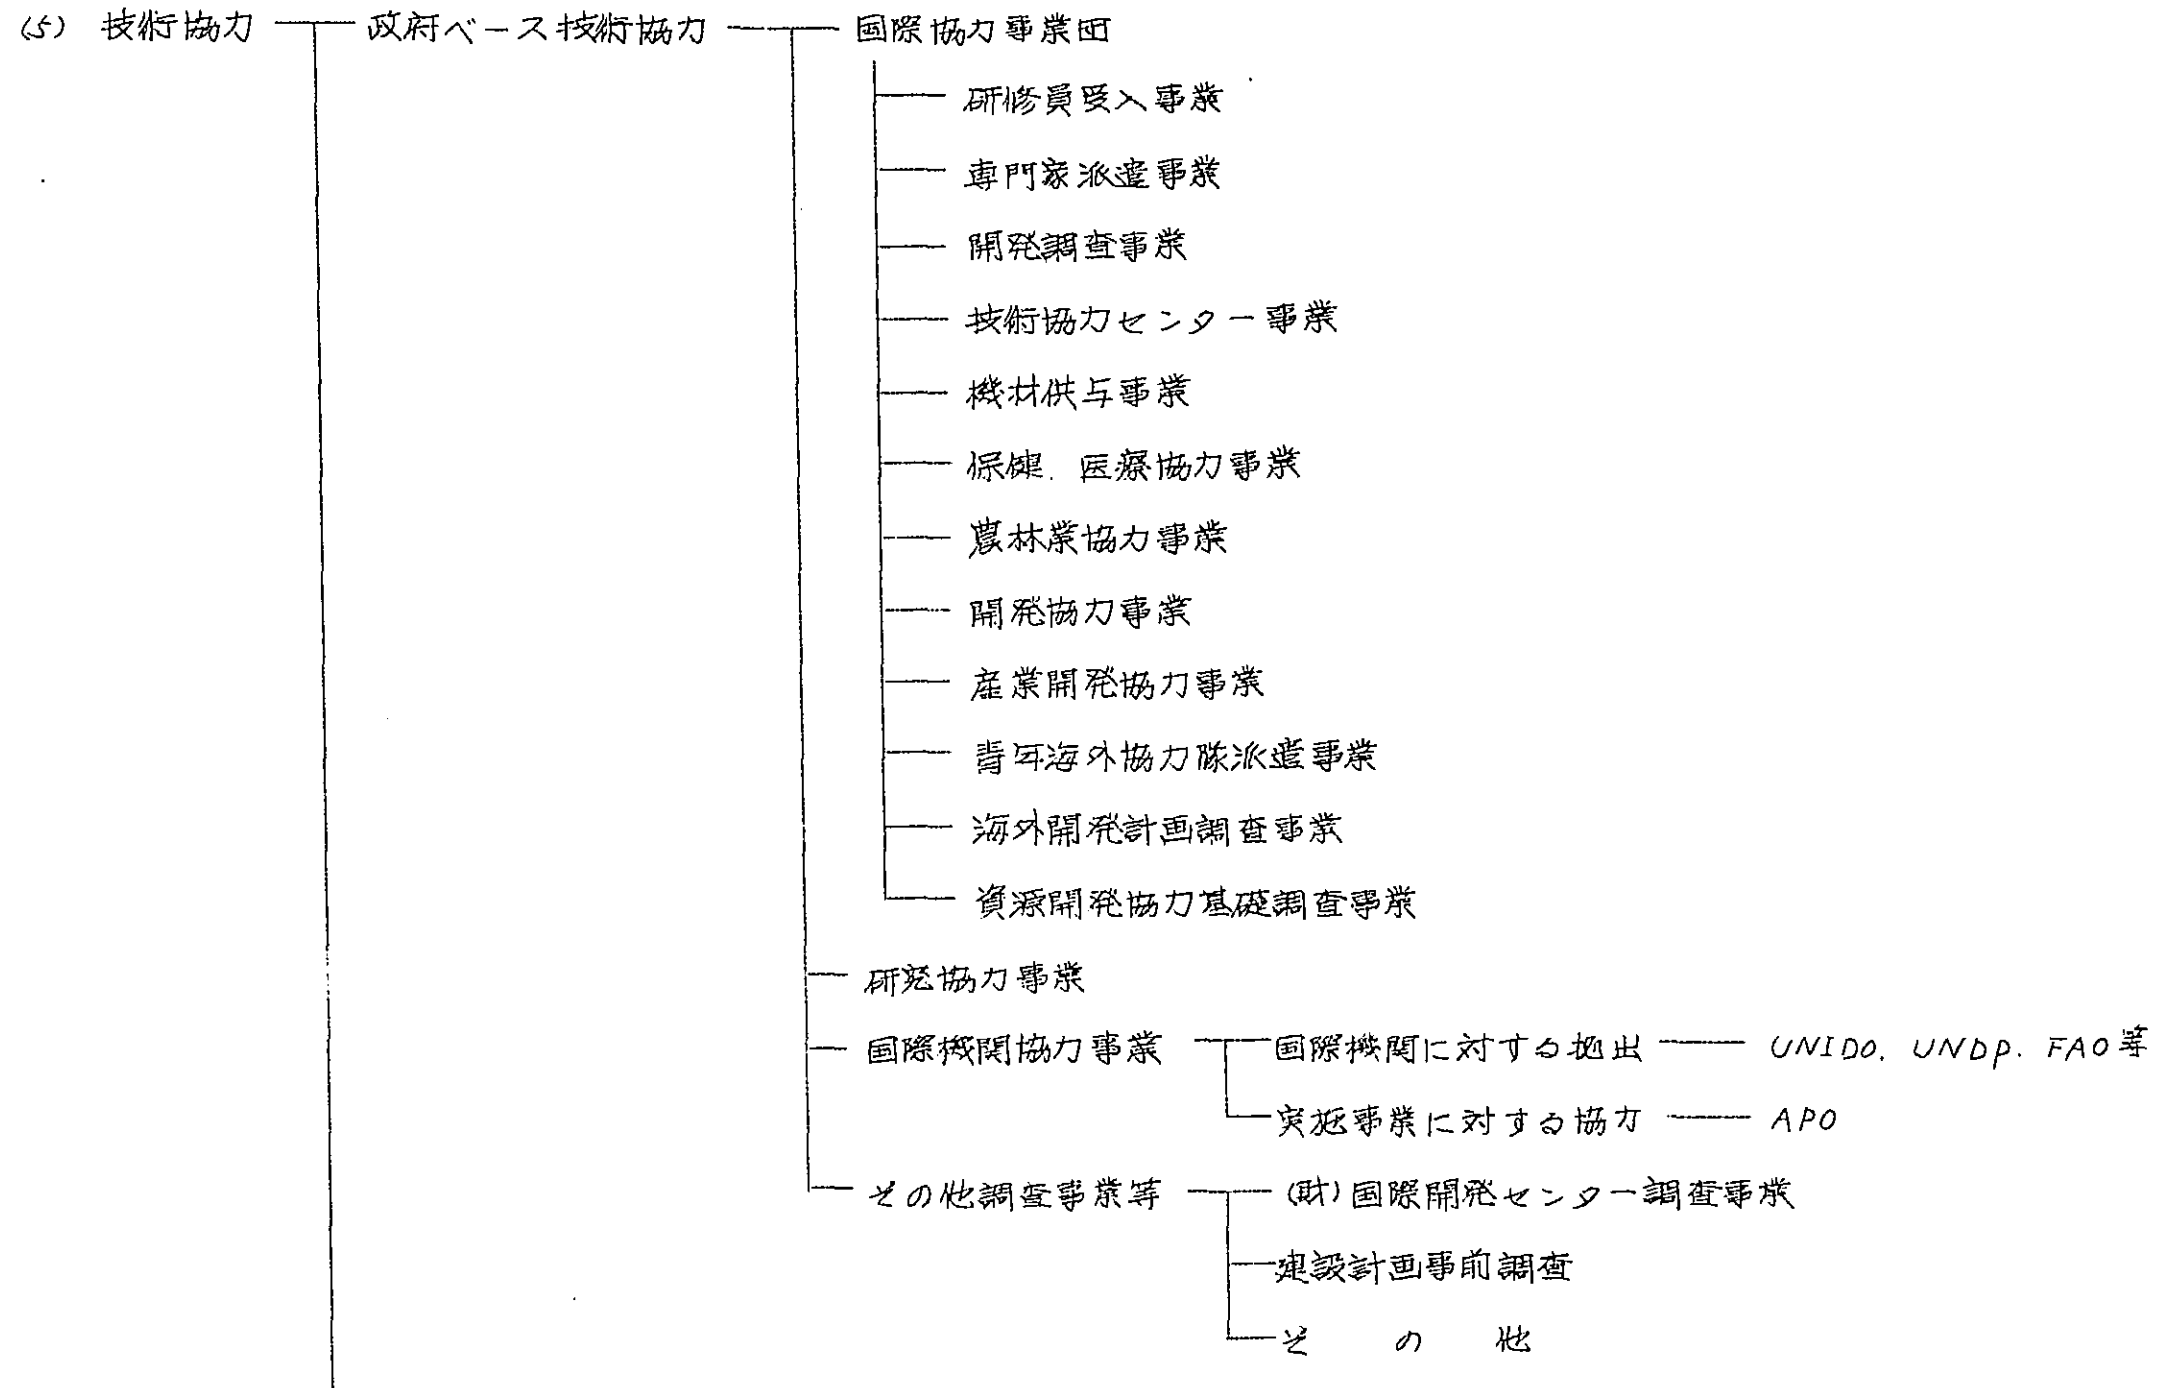 (5) 技術協力 政府ベース技術協力 国際協力事業団
研修員受入事業
専門家派遣事業
開発調査事業
技術協力センター事業
機材供与事業
保健.医療協力事業
農林業協力事業
開発協力事業
産業開発協力事業
青年海外協力隊派遣事業
海外開発計画調査事業
資源開発協力基礎調査事業
研究協力事業
国際機関協力事業 国際機関に対する拠出 UNIDO. UNDP. FAO等
実施事業に対する協力 APO
その他調査事業等 (財)国際開発センター調査事業
建設計画事前調査
その他